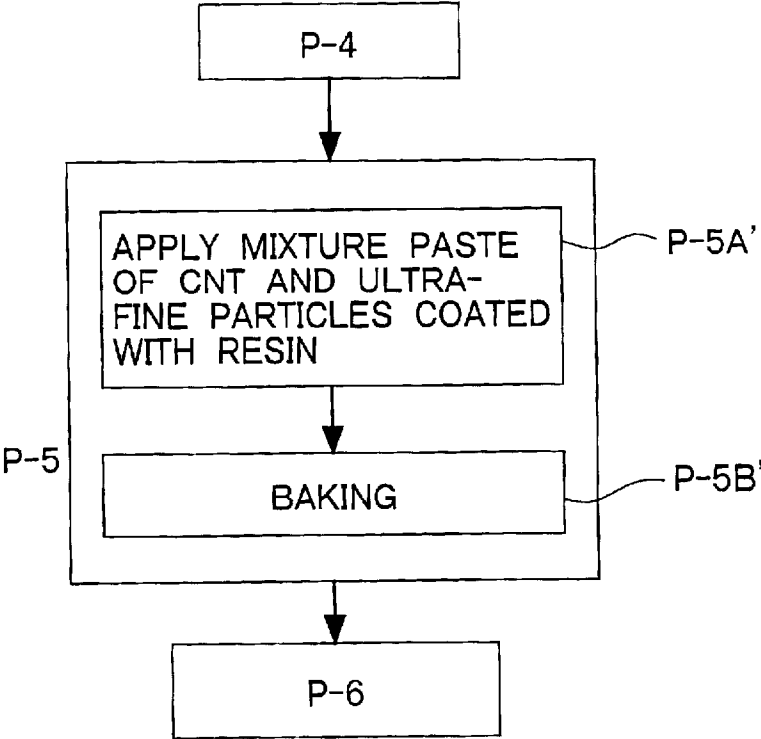 P-4
APPLY MIXTURE PASTE
OF CNT AND ULTRA-
FINE PARTICLES COATED
WITH RESIN
P-5A'
P-5
BAKING
P-5B'
P-6